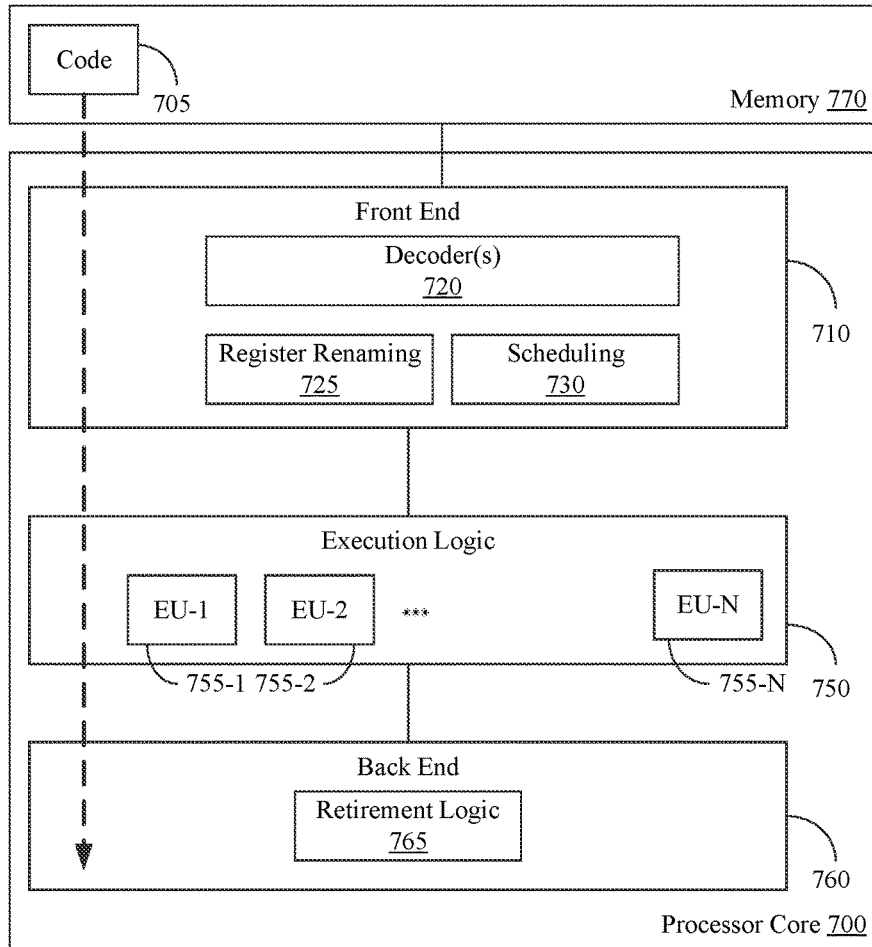 Code
705
Memory 770
Front End
Decoder(s)
720
710
Register Renaming
725
Scheduling
730
Execution Logic
EU-1
EU-2
***
EU-N
755-1 755-2
755-N
750
Back End
Retirement Logic
765
760
Processor Core 700